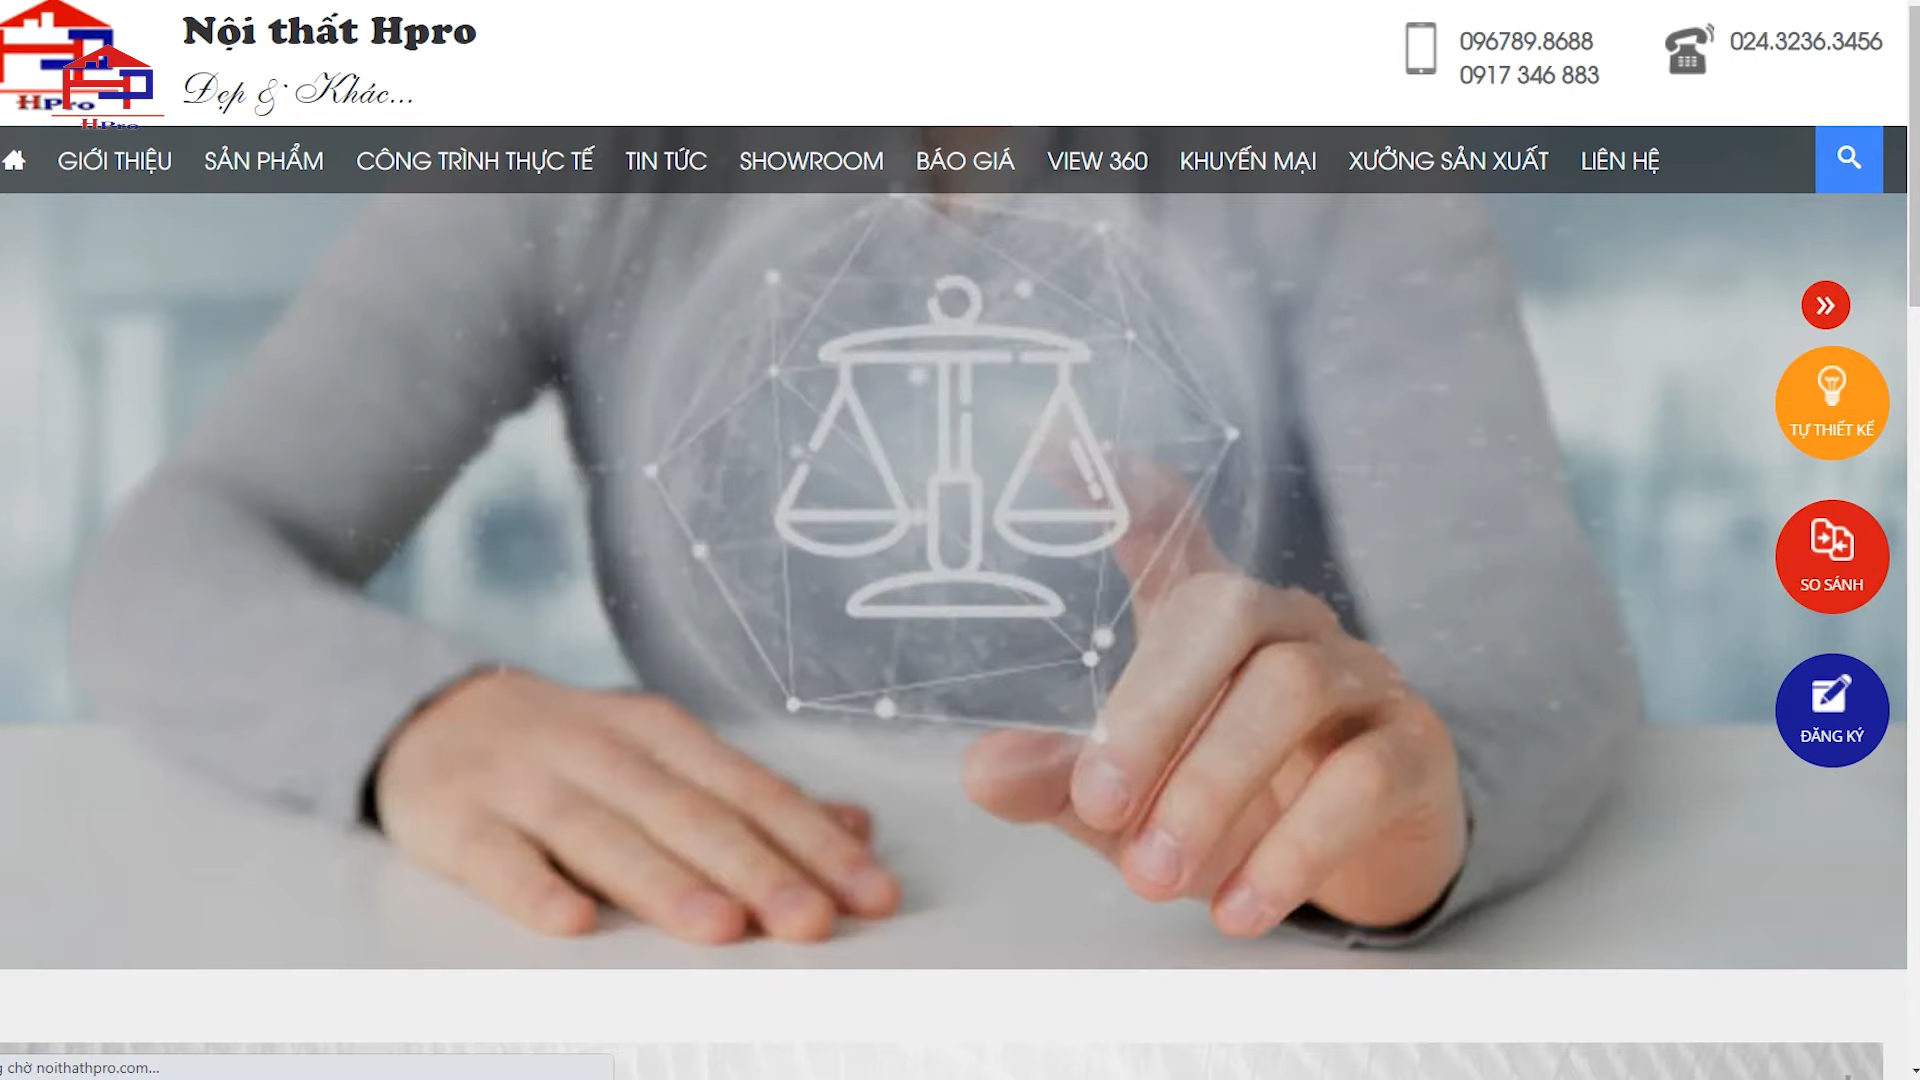 Nội thất Hpro
Đẹp & Khác...
HPro
HPro
096789.8688
0917 346 883
024.3236.3456
GIỚI THIỆU SẢN PHẨM CÔNG TRÌNH THỰC TẾ TIN TỨC SHOWROOM BÁO GIÁ VIEW 360 KHUYẾN MẠI XƯỞNG SẢN XUẤT LIÊN HỆ
TỰ THIẾT KẾ
SO SÁNH
ĐĂNG KÝ
g chờ noithathpro.com...